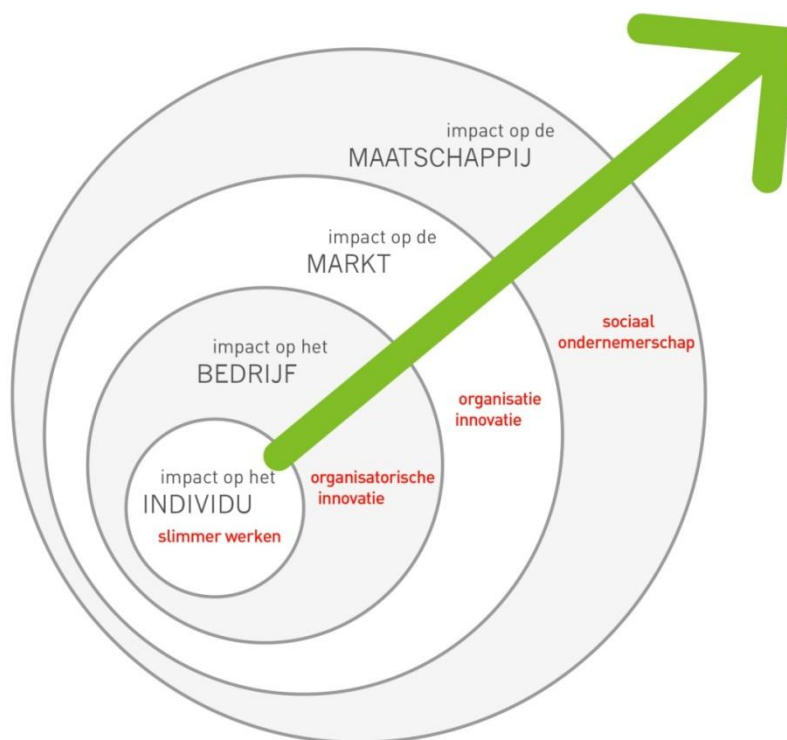 impact op de
MAATSCHAPPIJ
impact op de
MARKT
sociaal
ondernemerschap
impact op het
BEDRIJF
organisatie
innovatie
impact op het
INDIVIDU
slimmer werken
organisatorische
innovatie